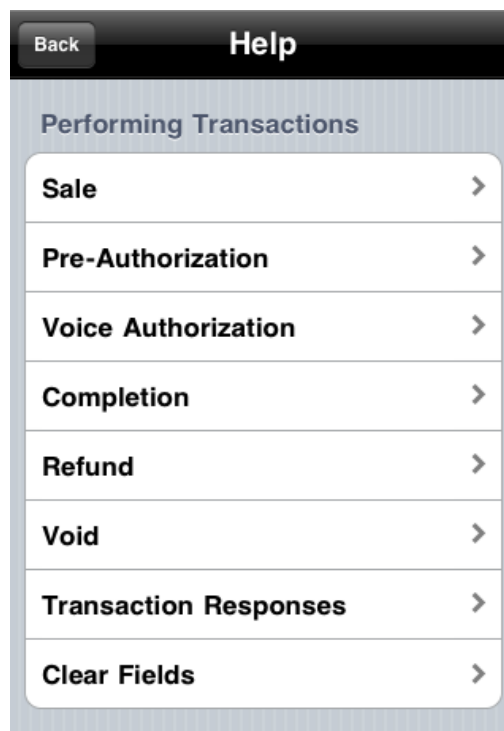 Back
Help
Performing Transactions
Sale
Pre-Authorization
Voice Authorization
Completion
Refund
Void
Transaction Responses
Clear Fields